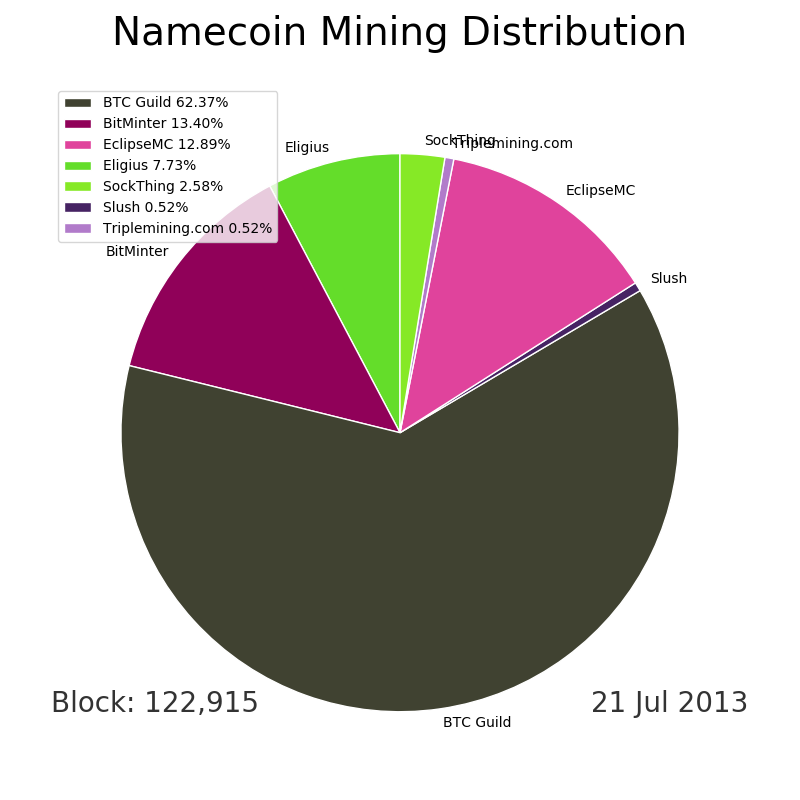 Namecoin Mining Distribution
BTC Guild 62.37%
BitMinter 13.40%
EclipseMC 12.89%
Eligius 7.73%
SockThing 2.58%
Slush 0.52%
Triplemining.com 0.52%
Eligius
SockThing
Triplemining.com
EclipseMC
BitMinter
Slush
BTC Guild
Block: 122,915
21 Jul 2013